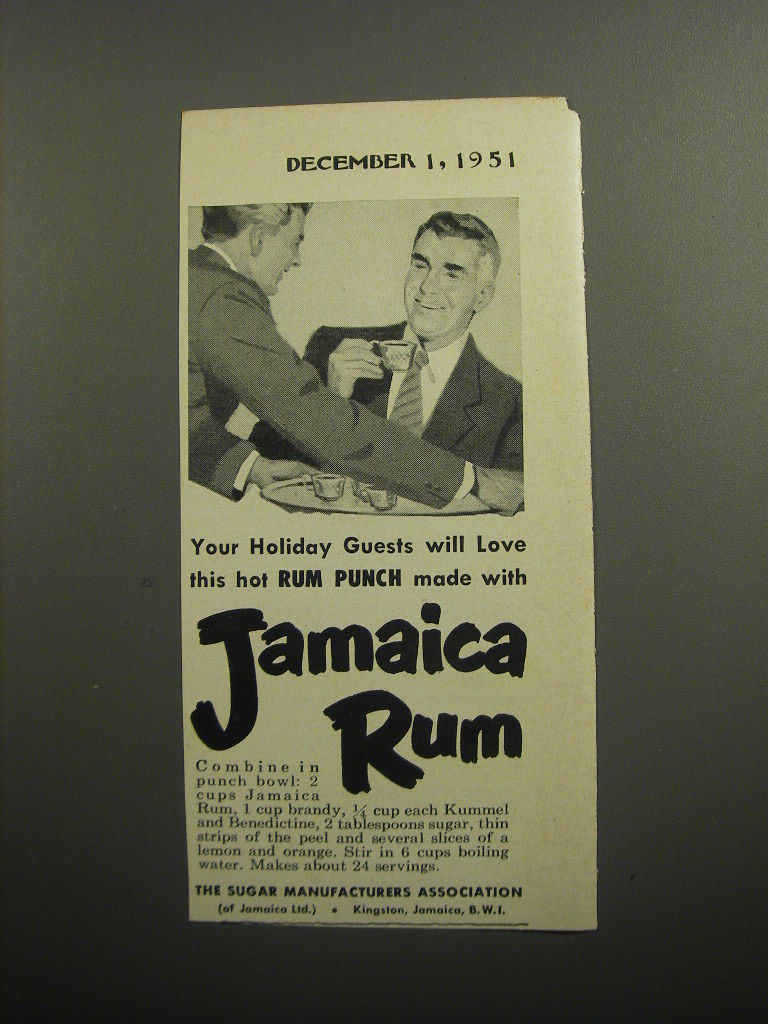 DECEMBER 1, 1951
Your Holiday Guests will Love
this hot RUM PUNCH made with
Jamaica
Rum
Combine in
punch bowl: 2
cups Jamaica
Rum, 1 cup brandy, ¼ cup each Kummel
and Benedictine, 2 tablespoons sugar, thin
strips of the peel and several slices of a
lemon and orange. Stir in 6 cups boiling
water. Makes about 24 servings.
THE SUGAR MANUFACTURERS ASSOCIATION
(of Jamaica Ltd.) • Kingston, Jamaica, B.W.I.